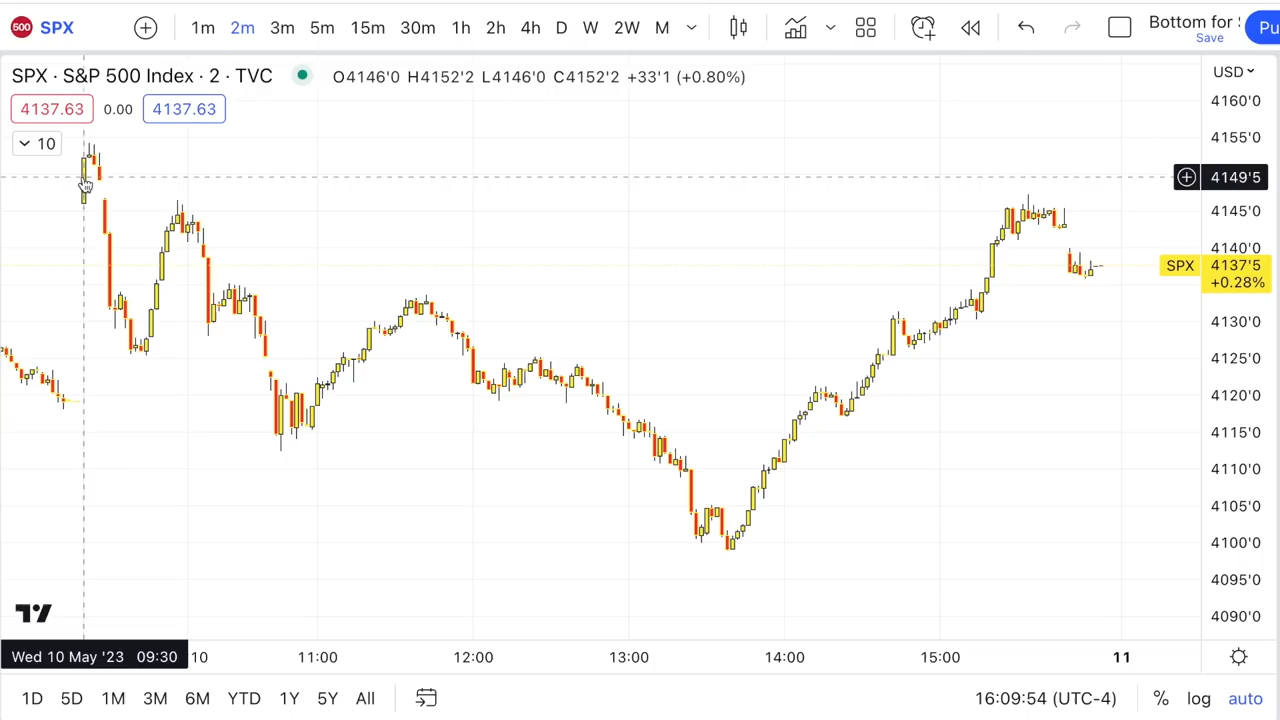 500 SPX 1m 2m 3m 5m 15m 30m 1h 2h 4h D W 2W M Bottom for S Save Pu
SPX · S&P 500 Index · 2 · TVC O4146'0 H4152'2 L4146'0 C4152'2 +33'1 (+0.80%) USD
4137.63 0.00 4137.63
10
4160'0
4155'0
4149'5
4145'0
4140'0
SPX 4137'5
+0.28%
4130'0
4125'0
4120'0
4115'0
4110'0
4105'0
4100'0
4095'0
4090'0
Wed 10 May '23 09:30 10 11:00 12:00 13:00 14:00 15:00 11
1D 5D 1M 3M 6M YTD 1Y 5Y All 16:09:54 (UTC-4) % log auto